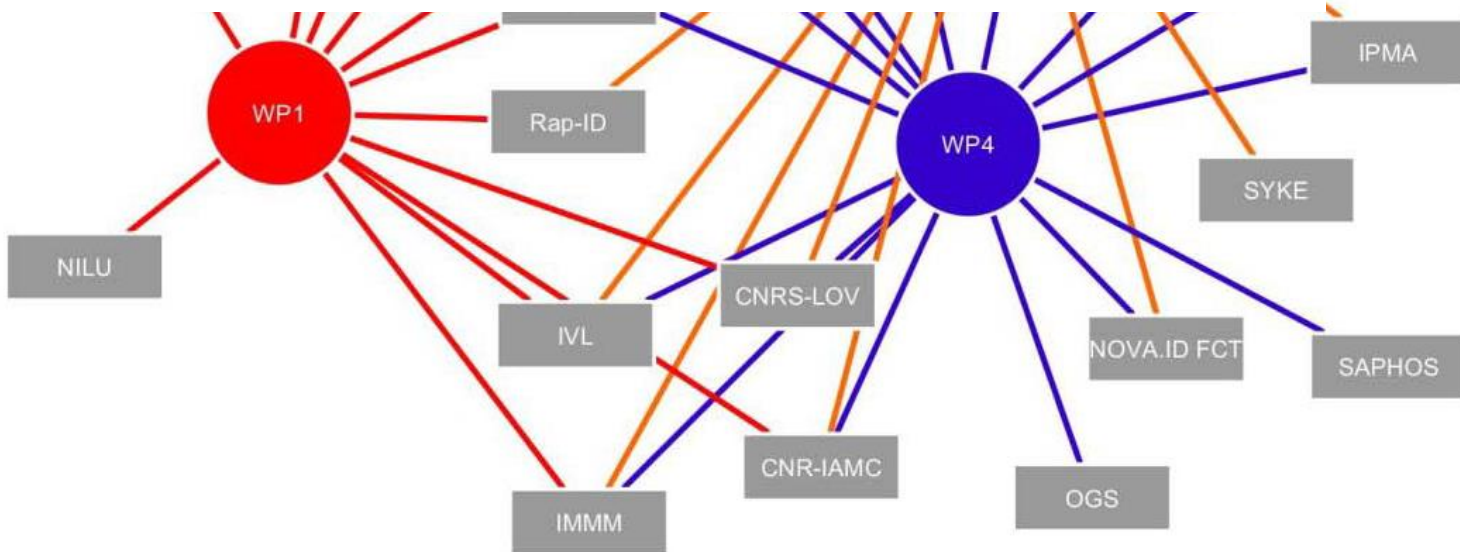 IPMA
WP1
Rap-ID
WP4
SYKE
NILU
CNRS-LOV
IVL
NOVA.ID FCT
SAPHOS
CNR-IAMC
OGS
IMMM